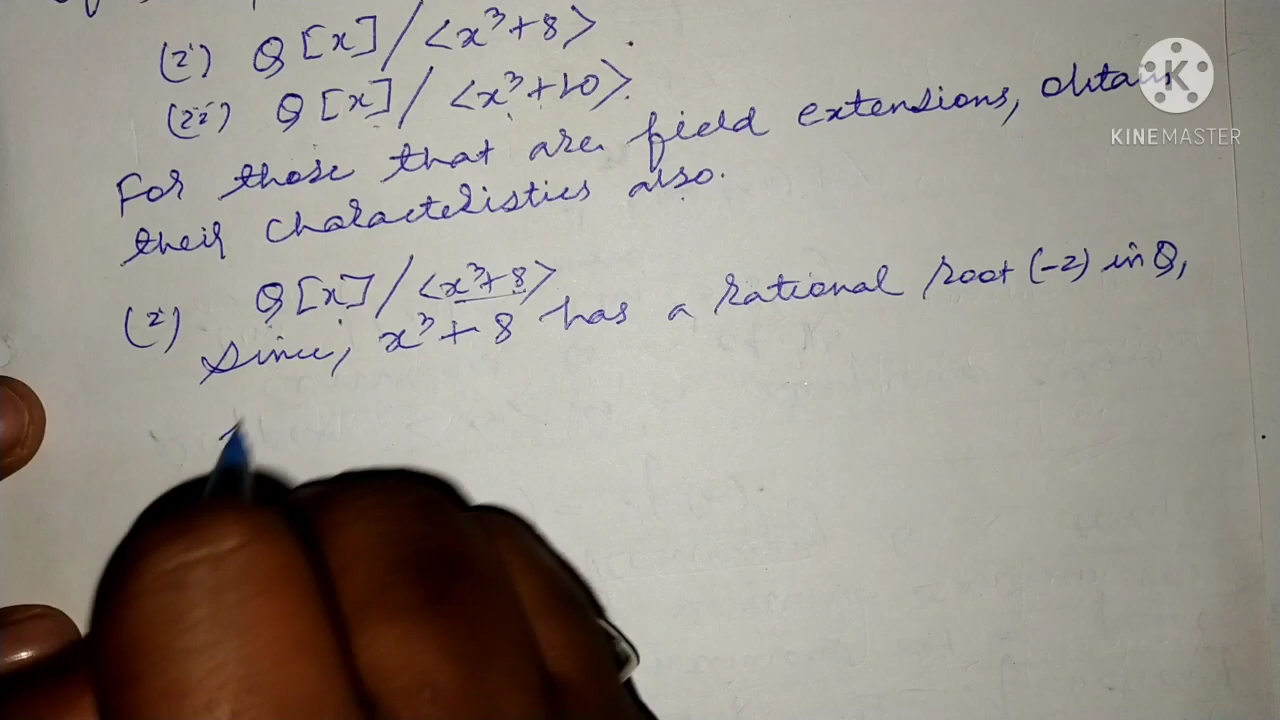 (i) Q[x]/<x³+8>.
(ii) Q[x]/<x³+10>.
For those that are field extensions, obtain
their characteristics also.
(i) Q[x]/<x³+8>
Since, x³+8 has a rational root (-2) in Q,
K
KINEMASTER